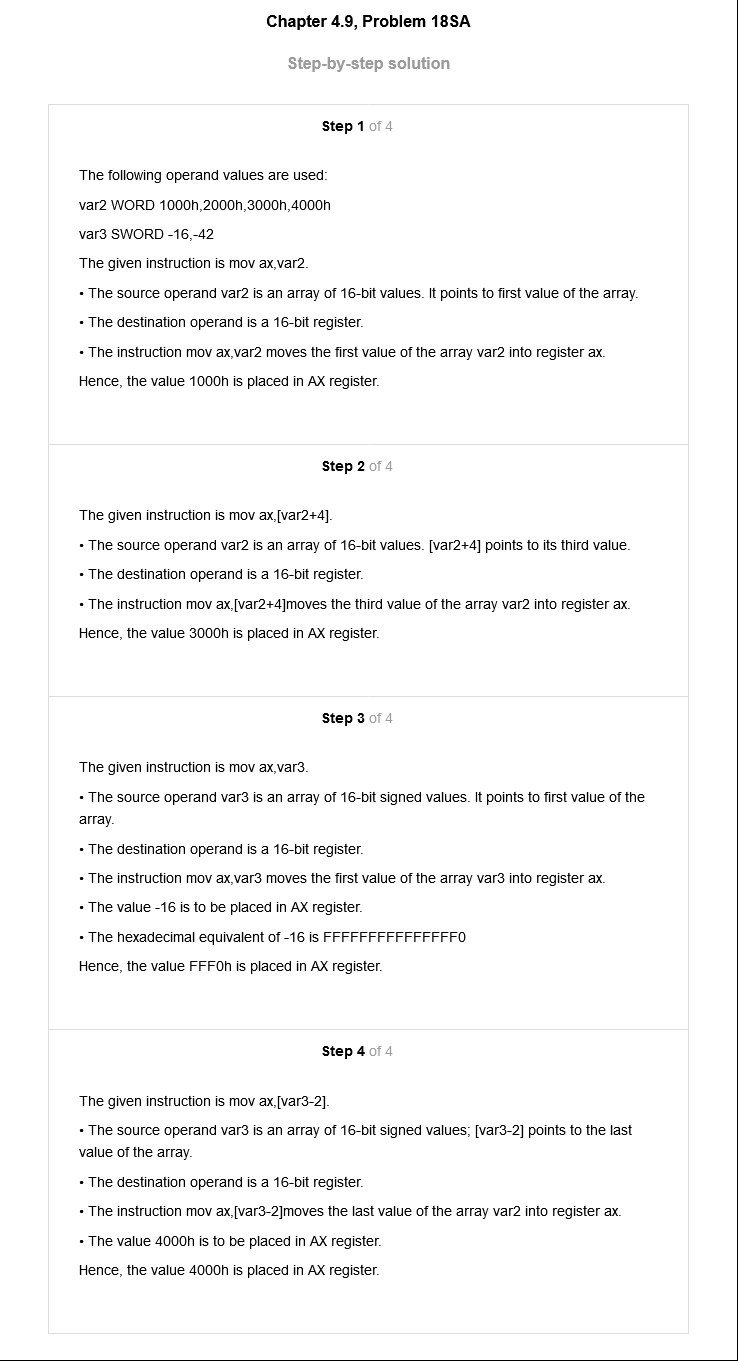 Chapter 4.9, Problem 18SA
Step-by-step solution
Step 1 of 4
The following operand values are used:
var2 WORD 1000h,2000h,3000h,4000h
var3 SWORD -16,-42
The given instruction is mov ax,var2.
• The source operand var2 is an array of 16-bit values. It points to first value of the array.
• The destination operand is a 16-bit register.
• The instruction mov ax,var2 moves the first value of the array var2 into register ax.
Hence, the value 1000h is placed in AX register.
Step 2 of 4
The given instruction is mov ax,[var2+4].
• The source operand var2 is an array of 16-bit values. [var2+4] points to its third value.
• The destination operand is a 16-bit register.
• The instruction mov ax,[var2+4]moves the third value of the array var2 into register ax.
Hence, the value 3000h is placed in AX register.
Step 3 of 4
The given instruction is mov ax,var3.
• The source operand var3 is an array of 16-bit signed values. It points to first value of the
array.
• The destination operand is a 16-bit register.
• The instruction mov ax,var3 moves the first value of the array var3 into register ax.
• The value -16 is to be placed in AX register.
• The hexadecimal equivalent of -16 is FFFFFFFFFFFFFFF0
Hence, the value FFF0h is placed in AX register.
Step 4 of 4
The given instruction is mov ax,[var3-2].
• The source operand var3 is an array of 16-bit signed values; [var3-2] points to the last
value of the array.
• The destination operand is a 16-bit register.
• The instruction mov ax,[var3-2]moves the last value of the array var2 into register ax.
• The value 4000h is to be placed in AX register.
Hence, the value 4000h is placed in AX register.